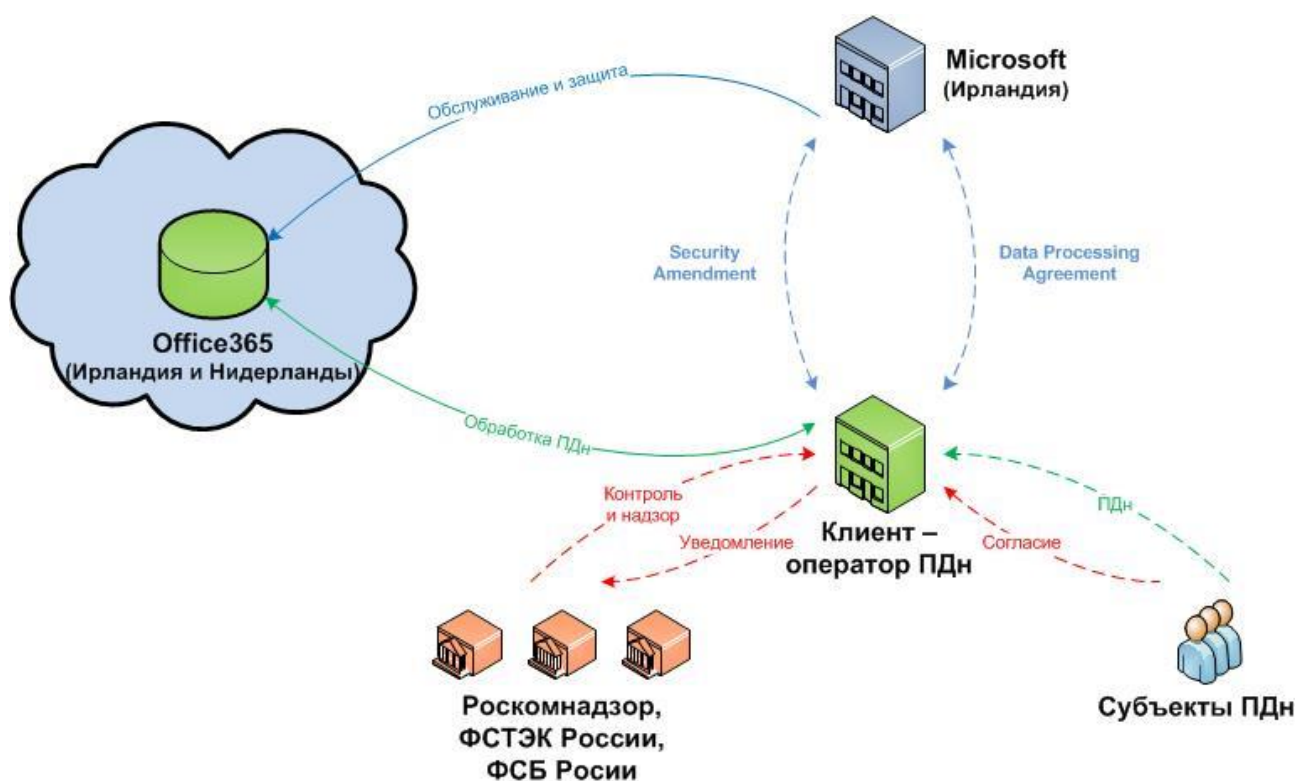 Microsoft
(Ирландия)
Обслуживание и защита
Security
Amendment
Data Processing
Agreement
Office365
(Ирландия и Нидерланды)
Обработка ПДн
Контроль
и надзор
Уведомление
Клиент –
оператор ПДн
Согласие
ПДн
Роскомнадзор,
ФСТЭК России,
ФСБ Росии
Субъекты ПДн